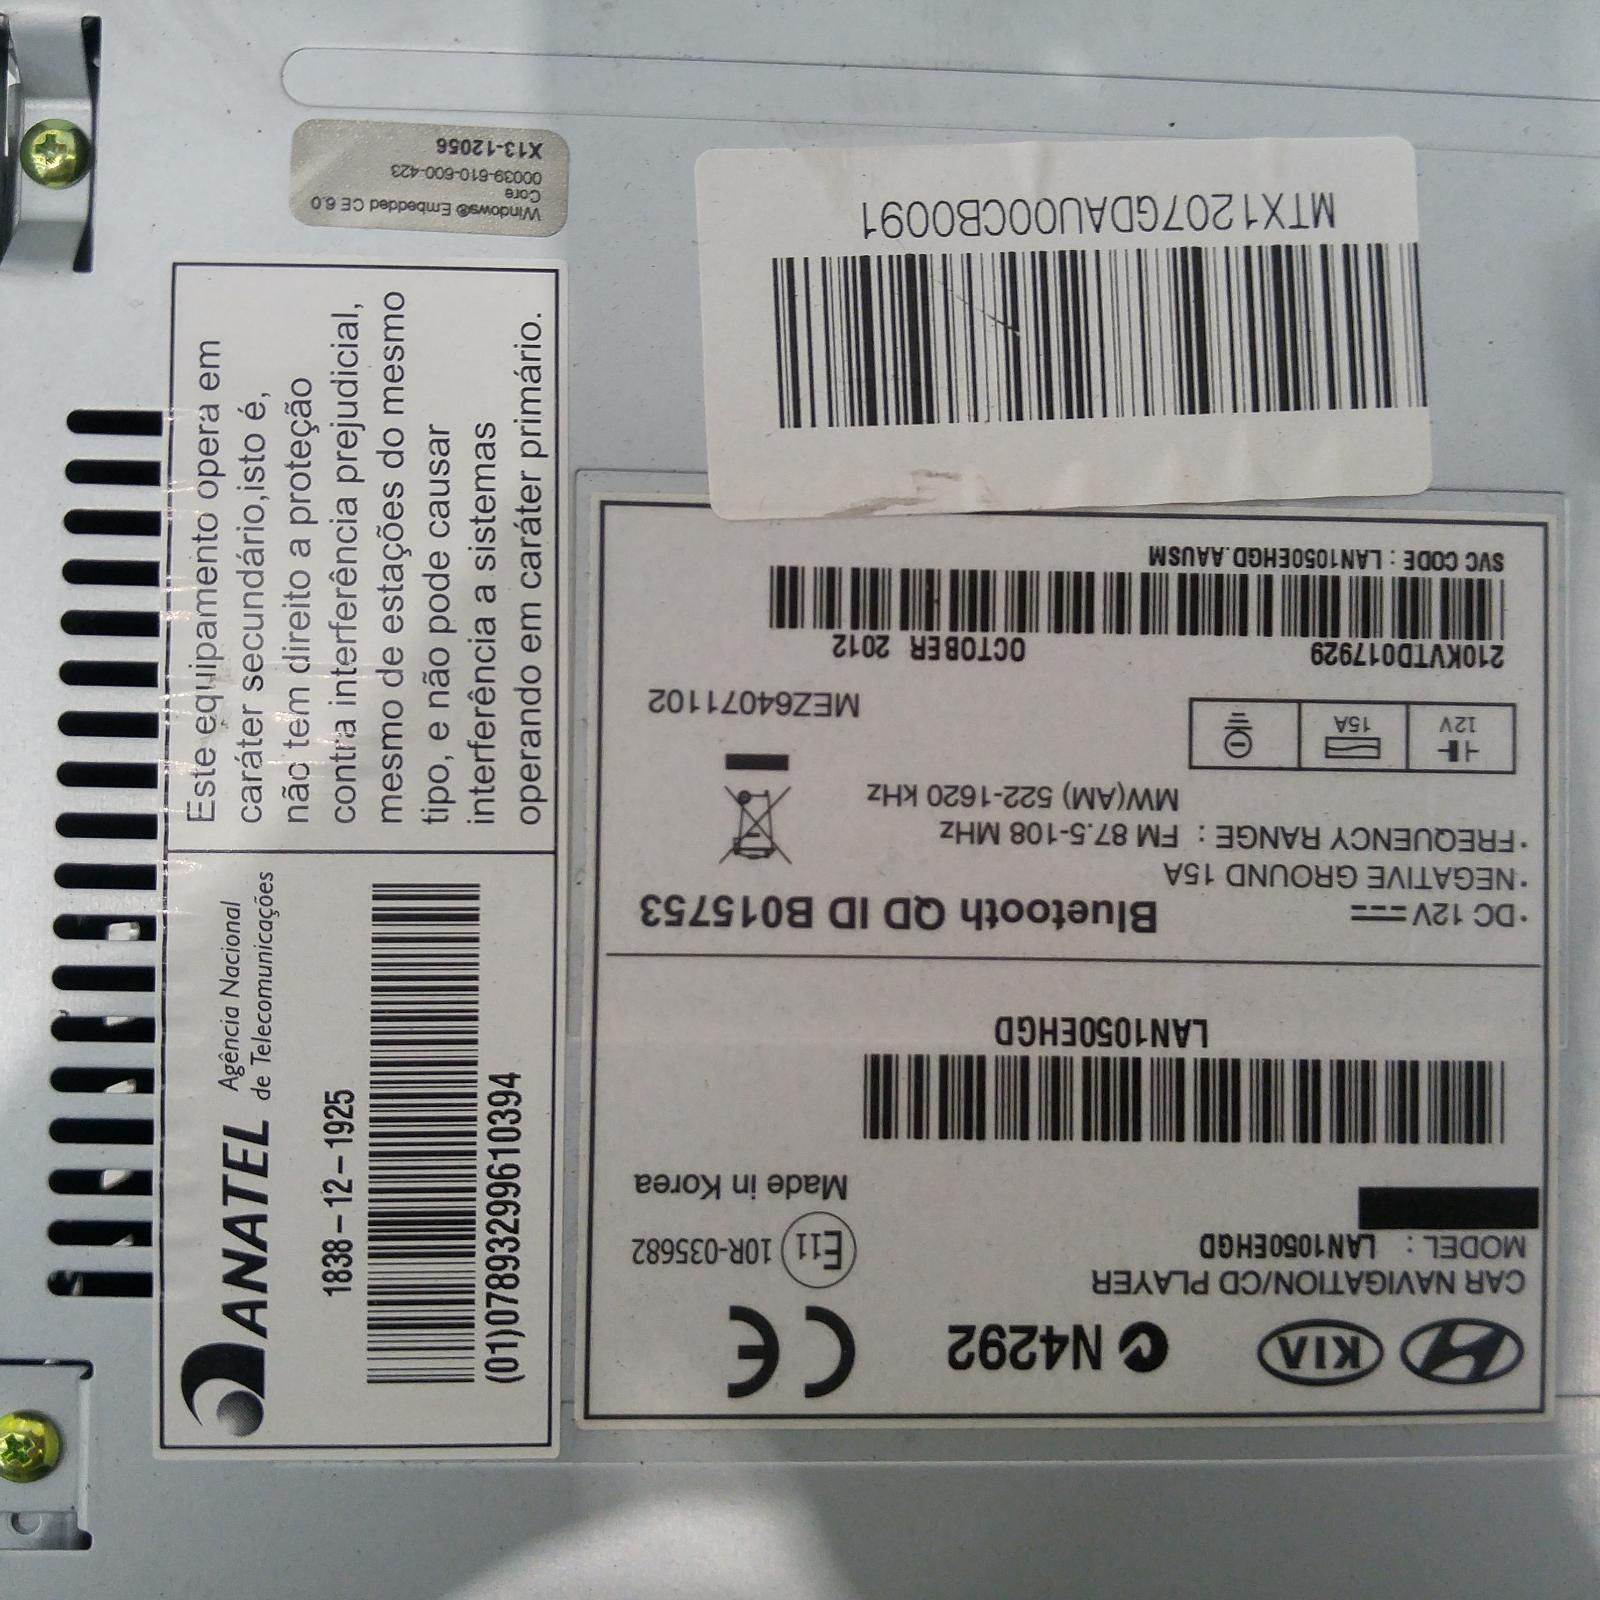 HYUNDAI
KIA
N4292
CE
CAR NAVIGATION/CD PLAYER
MODEL : LAN1050EHGD
E11 10R-035682
Made in Korea
LAN1050EHGD
·DC 12V
Bluetooth QD ID B015753
·NEGATIVE GROUND 15A
·FREQUENCY RANGE : FM 87.5-108 MHz
MW(AM) 522-1620 kHz
12V
15A
MEZ64071102
210KVTD017929
OCTOBER 2012
SVC CODE : LAN1050EHGD.AAUSM
MTX1207GDAU00CB0091
Windows® Embedded CE 6.0
Core
00039-610-600-423
X13-12056
ANATEL
Agência Nacional
de Telecomunicações
1838-12-1925
(01)07893299610394
Este equipamento opera em
caráter secundário,isto é,
não tem direito a proteção
contra interferência prejudicial,
mesmo de estações do mesmo
tipo, e não pode causar
interferência a sistemas
operando em caráter primário.